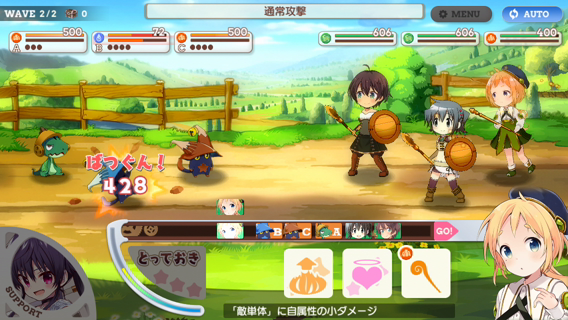 WAVE 2/2 0
通常攻撃
MENU
AUTO
500 72 500
A B C
606 606 400
ばつぐん!
428
B C A GO!
とっておき
SUPPORT
「敵単体」に自属性の小ダメージ